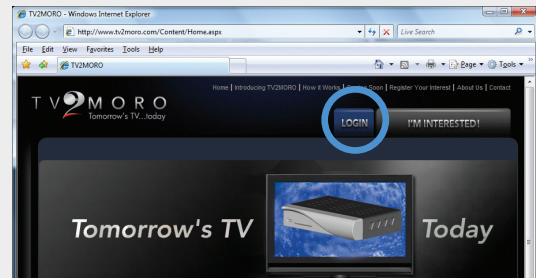 TV2MORO - Windows Internet Explorer
http://www.tv2moro.com/Content/Home.aspx
Live Search
File Edit View Favorites Tools Help
TV2MORO
Page Tools
Home | Introducing TV2MORO | How it Works | Soon | Register Your Interest | About Us | Contact
TV2MORO
Tomorrow's TV...today
LOGIN
I'M INTERESTED!
Tomorrow's TV
Today